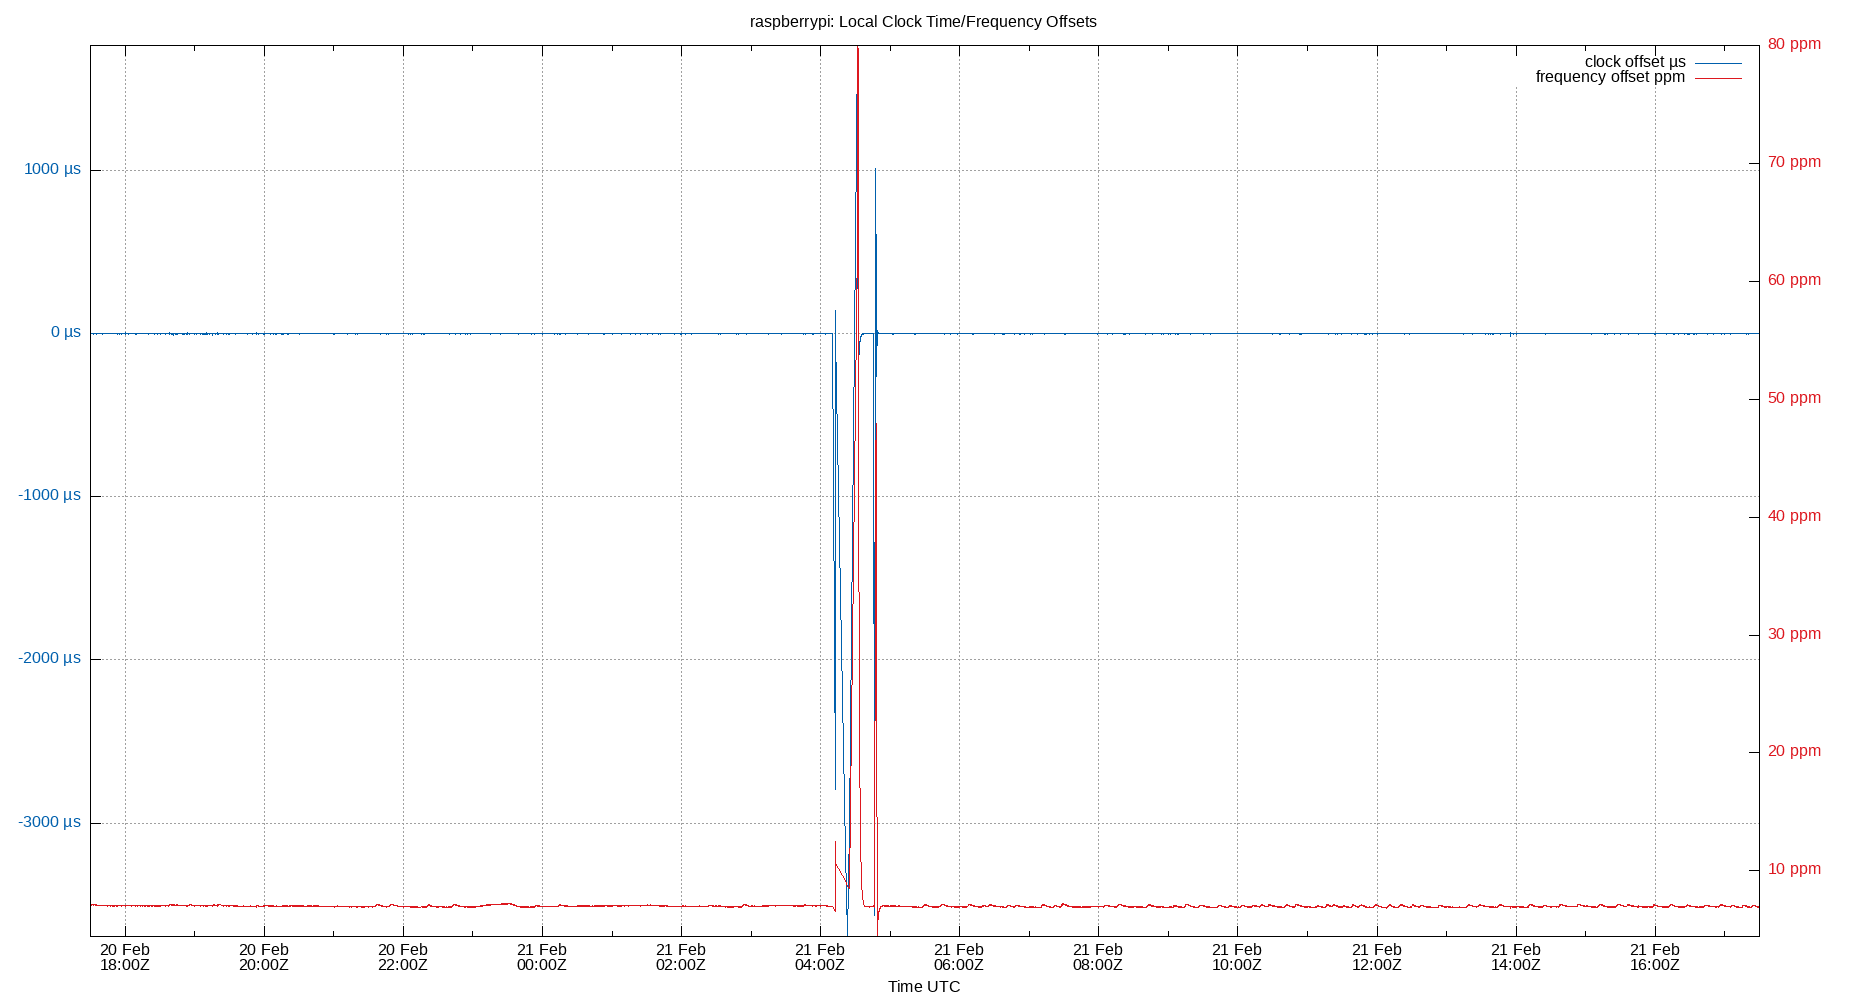 raspberrypi: Local Clock Time/Frequency Offsets
clock offset µs
frequency offset ppm
1000 µs
0 µs
-1000 µs
-2000 µs
-3000 µs
80 ppm
70 ppm
60 ppm
50 ppm
40 ppm
30 ppm
20 ppm
10 ppm
20 Feb 20 Feb 20 Feb 21 Feb 21 Feb 21 Feb 21 Feb 21 Feb 21 Feb 21 Feb 21 Feb 21 Feb
18:00Z 20:00Z 22:00Z 00:00Z 02:00Z 04:00Z 06:00Z 08:00Z 10:00Z 12:00Z 14:00Z 16:00Z
Time UTC